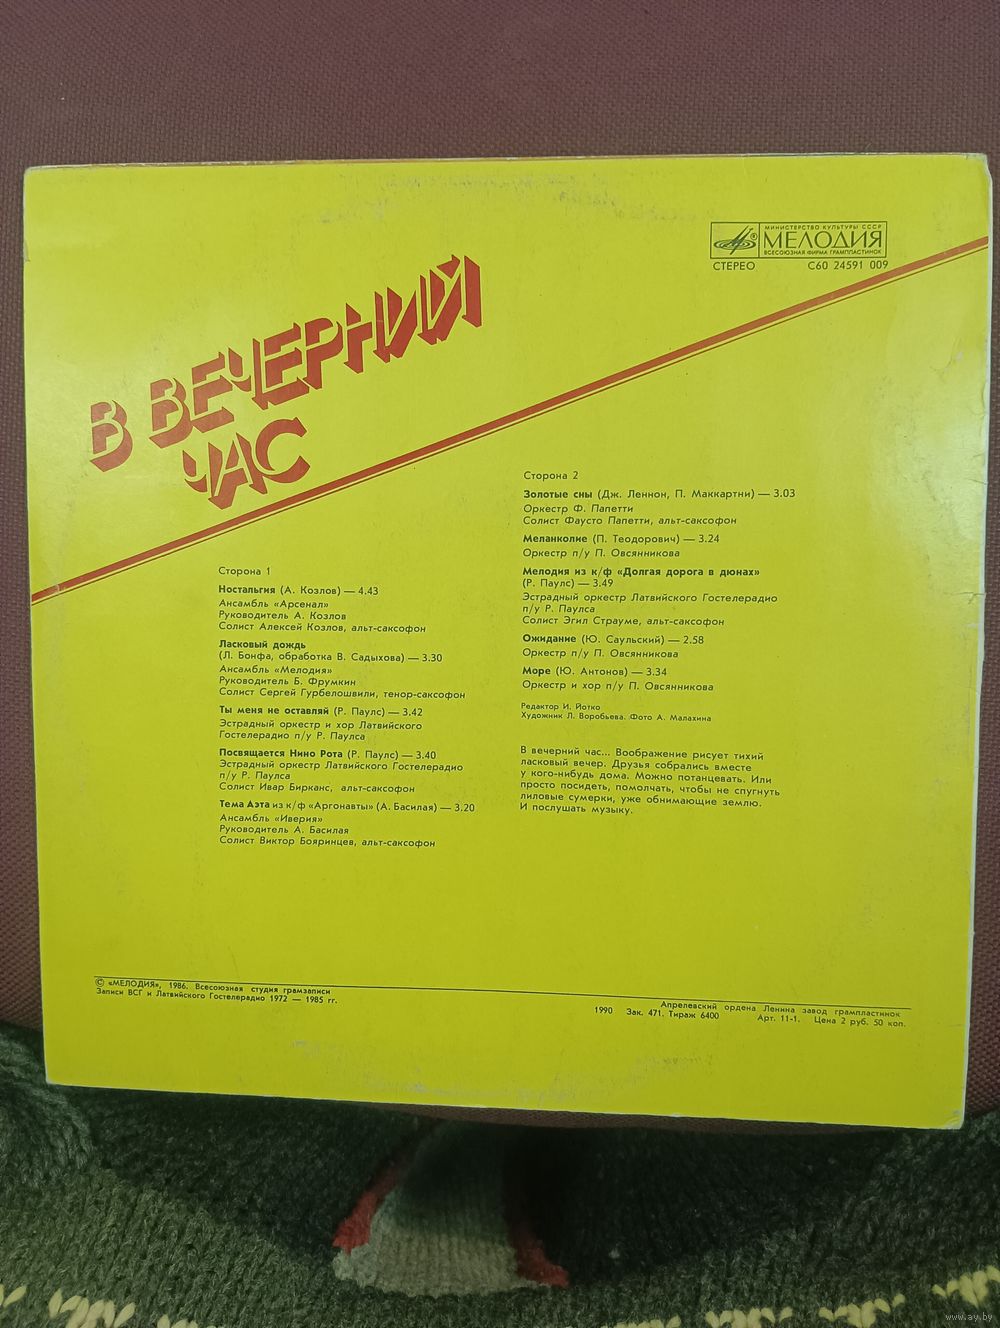 МИНИСТЕРСТВО КУЛЬТУРЫ СССР
МЕЛОДИЯ
ВСЕСОЮЗНАЯ ФИРМА ГРАМПЛАСТИНОК
СТЕРЕО С60 24591 009
В ВЕЧЕРНИЙ
ЧАС
Сторона 1
Ностальгия (А. Козлов) — 4.43
Ансамбль «Арсенал»
Руководитель А. Козлов
Солист Алексей Козлов, альт-саксофон
Ласковый дождь
(Л. Бонфа, обработка В. Садыхова) — 3.30
Ансамбль «Мелодия»
Руководитель Б. Фрумкин
Солист Сергей Гурбелошвили, тенор-саксофон
Ты меня не оставляй (Р. Паулс) — 3.42
Эстрадный оркестр и хор Латвийского
Гостелерадио п/у Р. Паулса
Посвящается Нино Рота (Р. Паулс) — 3.40
Эстрадный оркестр Латвийского Гостелерадио
п/у Р. Паулса
Солист Ивар Бирканс, альт-саксофон
Тема Аэта из к/ф «Аргонавты» (А. Басилая) — 3.20
Ансамбль «Иверия»
Руководитель А. Басилая
Солист Виктор Бояринцев, альт-саксофон
Сторона 2
Золотые сны (Дж. Леннон, П. Маккартни) — 3.03
Оркестр Ф. Папетти
Солист Фаусто Папетти, альт-саксофон
Меланколие (П. Теодорович) — 3.24
Оркестр п/у П. Овсянникова
Мелодия из к/ф «Долгая дорога в дюнах»
(Р. Паулс) — 3.49
Эстрадный оркестр Латвийского Гостелерадио
п/у Р. Паулса
Солист Эгил Страуме, альт-саксофон
Ожидание (Ю. Саульский) — 2.58
Оркестр п/у П. Овсянникова
Море (Ю. Антонов) — 3.34
Оркестр и хор п/у П. Овсянникова
Редактор И. Йотко
Художник Л. Воробьева. Фото А. Малахина
В вечерний час... Воображение рисует тихий
ласковый вечер. Друзья собрались вместе
у кого-нибудь дома. Можно потанцевать. Или
просто посидеть, помолчать, чтобы не спугнуть
лиловые сумерки, уже обнимающие землю.
И послушать музыку.
© «МЕЛОДИЯ», 1986. Всесоюзная студия грамзаписи
Записи ВСГ и Латвийского Гостелерадио 1972 — 1985 гг.
Апрелевский ордена Ленина завод грампластинок
1990 Зак. 471. Тираж 6400 Арт. 11-1. Цена 2 руб. 50 коп.
www.ay.by